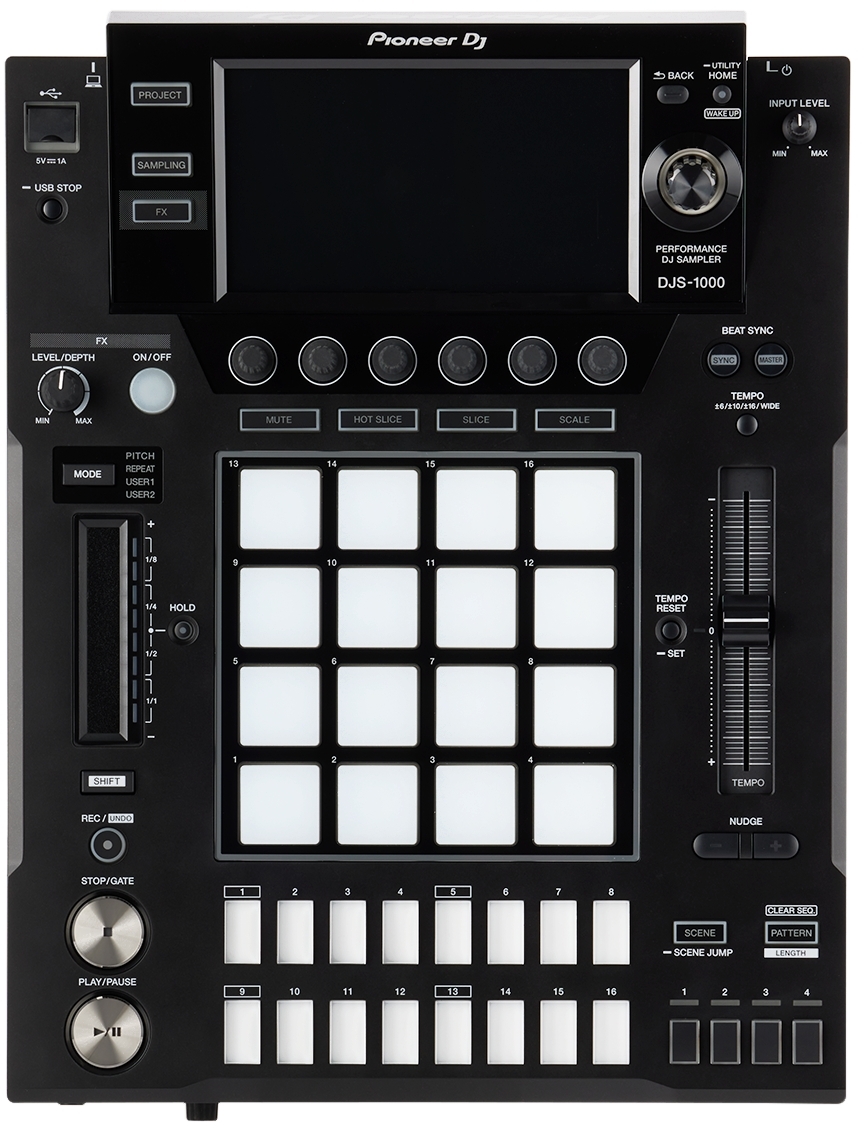 Pioneer Dj
PROJECT
SAMPLING
FX
BACK
UTILITY
HOME
WAKE UP
INPUT LEVEL
MIN
MAX
5V 1A
USB STOP
PERFORMANCE
DJ SAMPLER
DJS-1000
FX
LEVEL/DEPTH
ON/OFF
MIN
MAX
BEAT SYNC
SYNC
MASTER
TEMPO
±6/±10/±16/WIDE
MUTE
HOT SLICE
SLICE
SCALE
MODE
PITCH
REPEAT
USER1
USER2
13
14
15
16
9
10
11
12
5
6
7
8
1
2
3
4
+
1/8
1/4
1/2
1/1
−
HOLD
TEMPO
RESET
SET
−
0
+
TEMPO
SHIFT
REC / UNDO
NUDGE
−
+
STOP/GATE
PLAY/PAUSE
1
2
3
4
5
6
7
8
9
10
11
12
13
14
15
16
SCENE
SCENE JUMP
CLEAR SEQ.
PATTERN
LENGTH
1
2
3
4